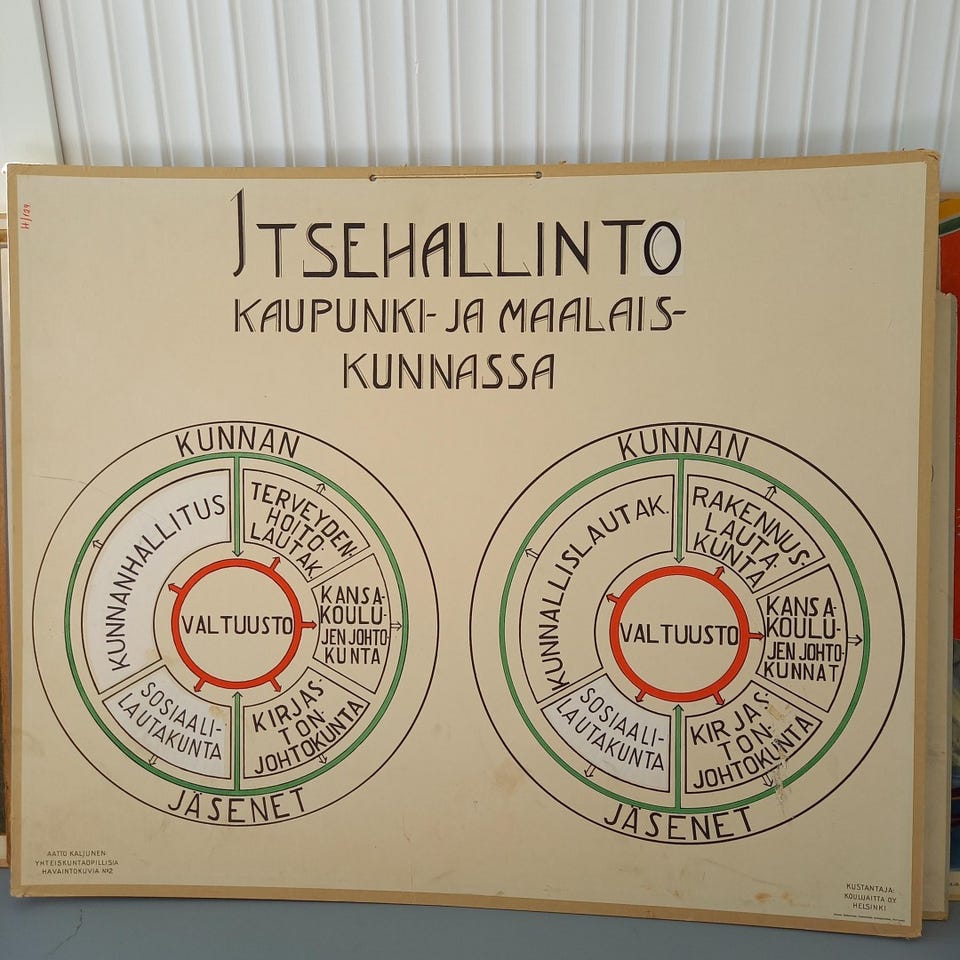 H/129
ITSEHALLINTO
KAUPUNKI- JA MAALAIS-
KUNNASSA
KUNNAN
KUNNANHALLITUS
TERVEYDEN-
HOITO-
LAUTAK.
KANSA-
KOULU-
JEN JOHTO-
KUNTA
VALTUUSTO
SOSIAALI-
LAUTAKUNTA
KIRJAS-
TON-
JOHTOKUNTA
JÄSENET
KUNNAN
KUNNALLISLAUTAK.
RAKENNUS-
LAUTA-
KUNTA
KANSA-
KOULU-
JEN JOHTO-
KUNNAT
VALTUUSTO
SOSIAALI-
LAUTAKUNTA
KIRJAS-
TON-
JOHTOKUNTA
JÄSENET
AATTO KALJUNEN:
YHTEISKUNTAOPILLISIA
HAVAINTOKUVIA №2
KUSTANTAJA:
KOULUAITTA OY
HELSINKI